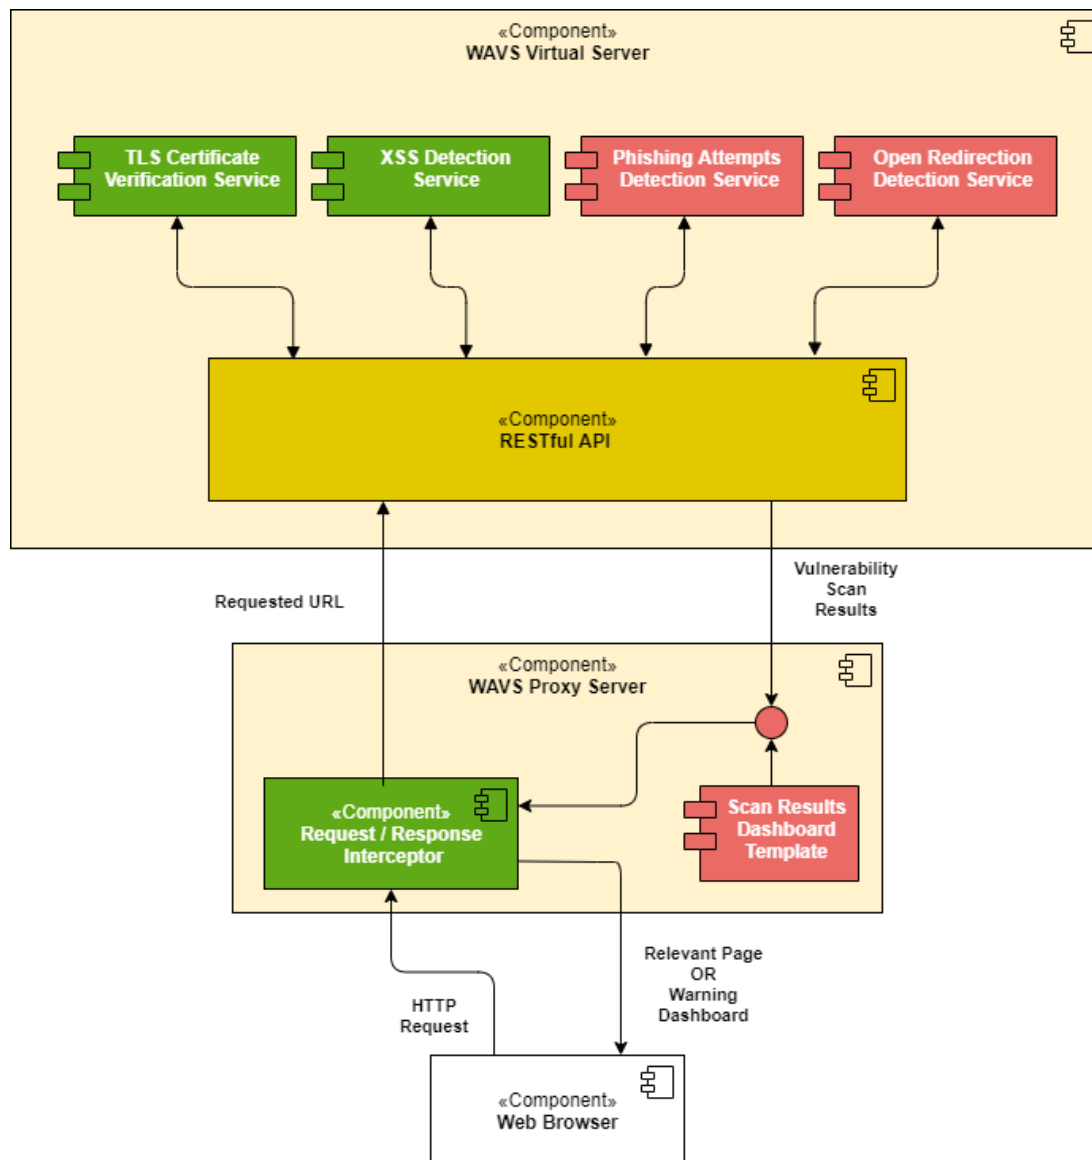 «Component»
WAVS Virtual Server
TLS Certificate
Verification Service
XSS Detection
Service
Phishing Attempts
Detection Service
Open Redirection
Detection Service
«Component»
RESTful API
Requested URL
Vulnerability
Scan
Results
«Component»
WAVS Proxy Server
«Component»
Request / Response
Interceptor
Scan Results
Dashboard
Template
HTTP
Request
Relevant Page
OR
Warning
Dashboard
«Component»
Web Browser